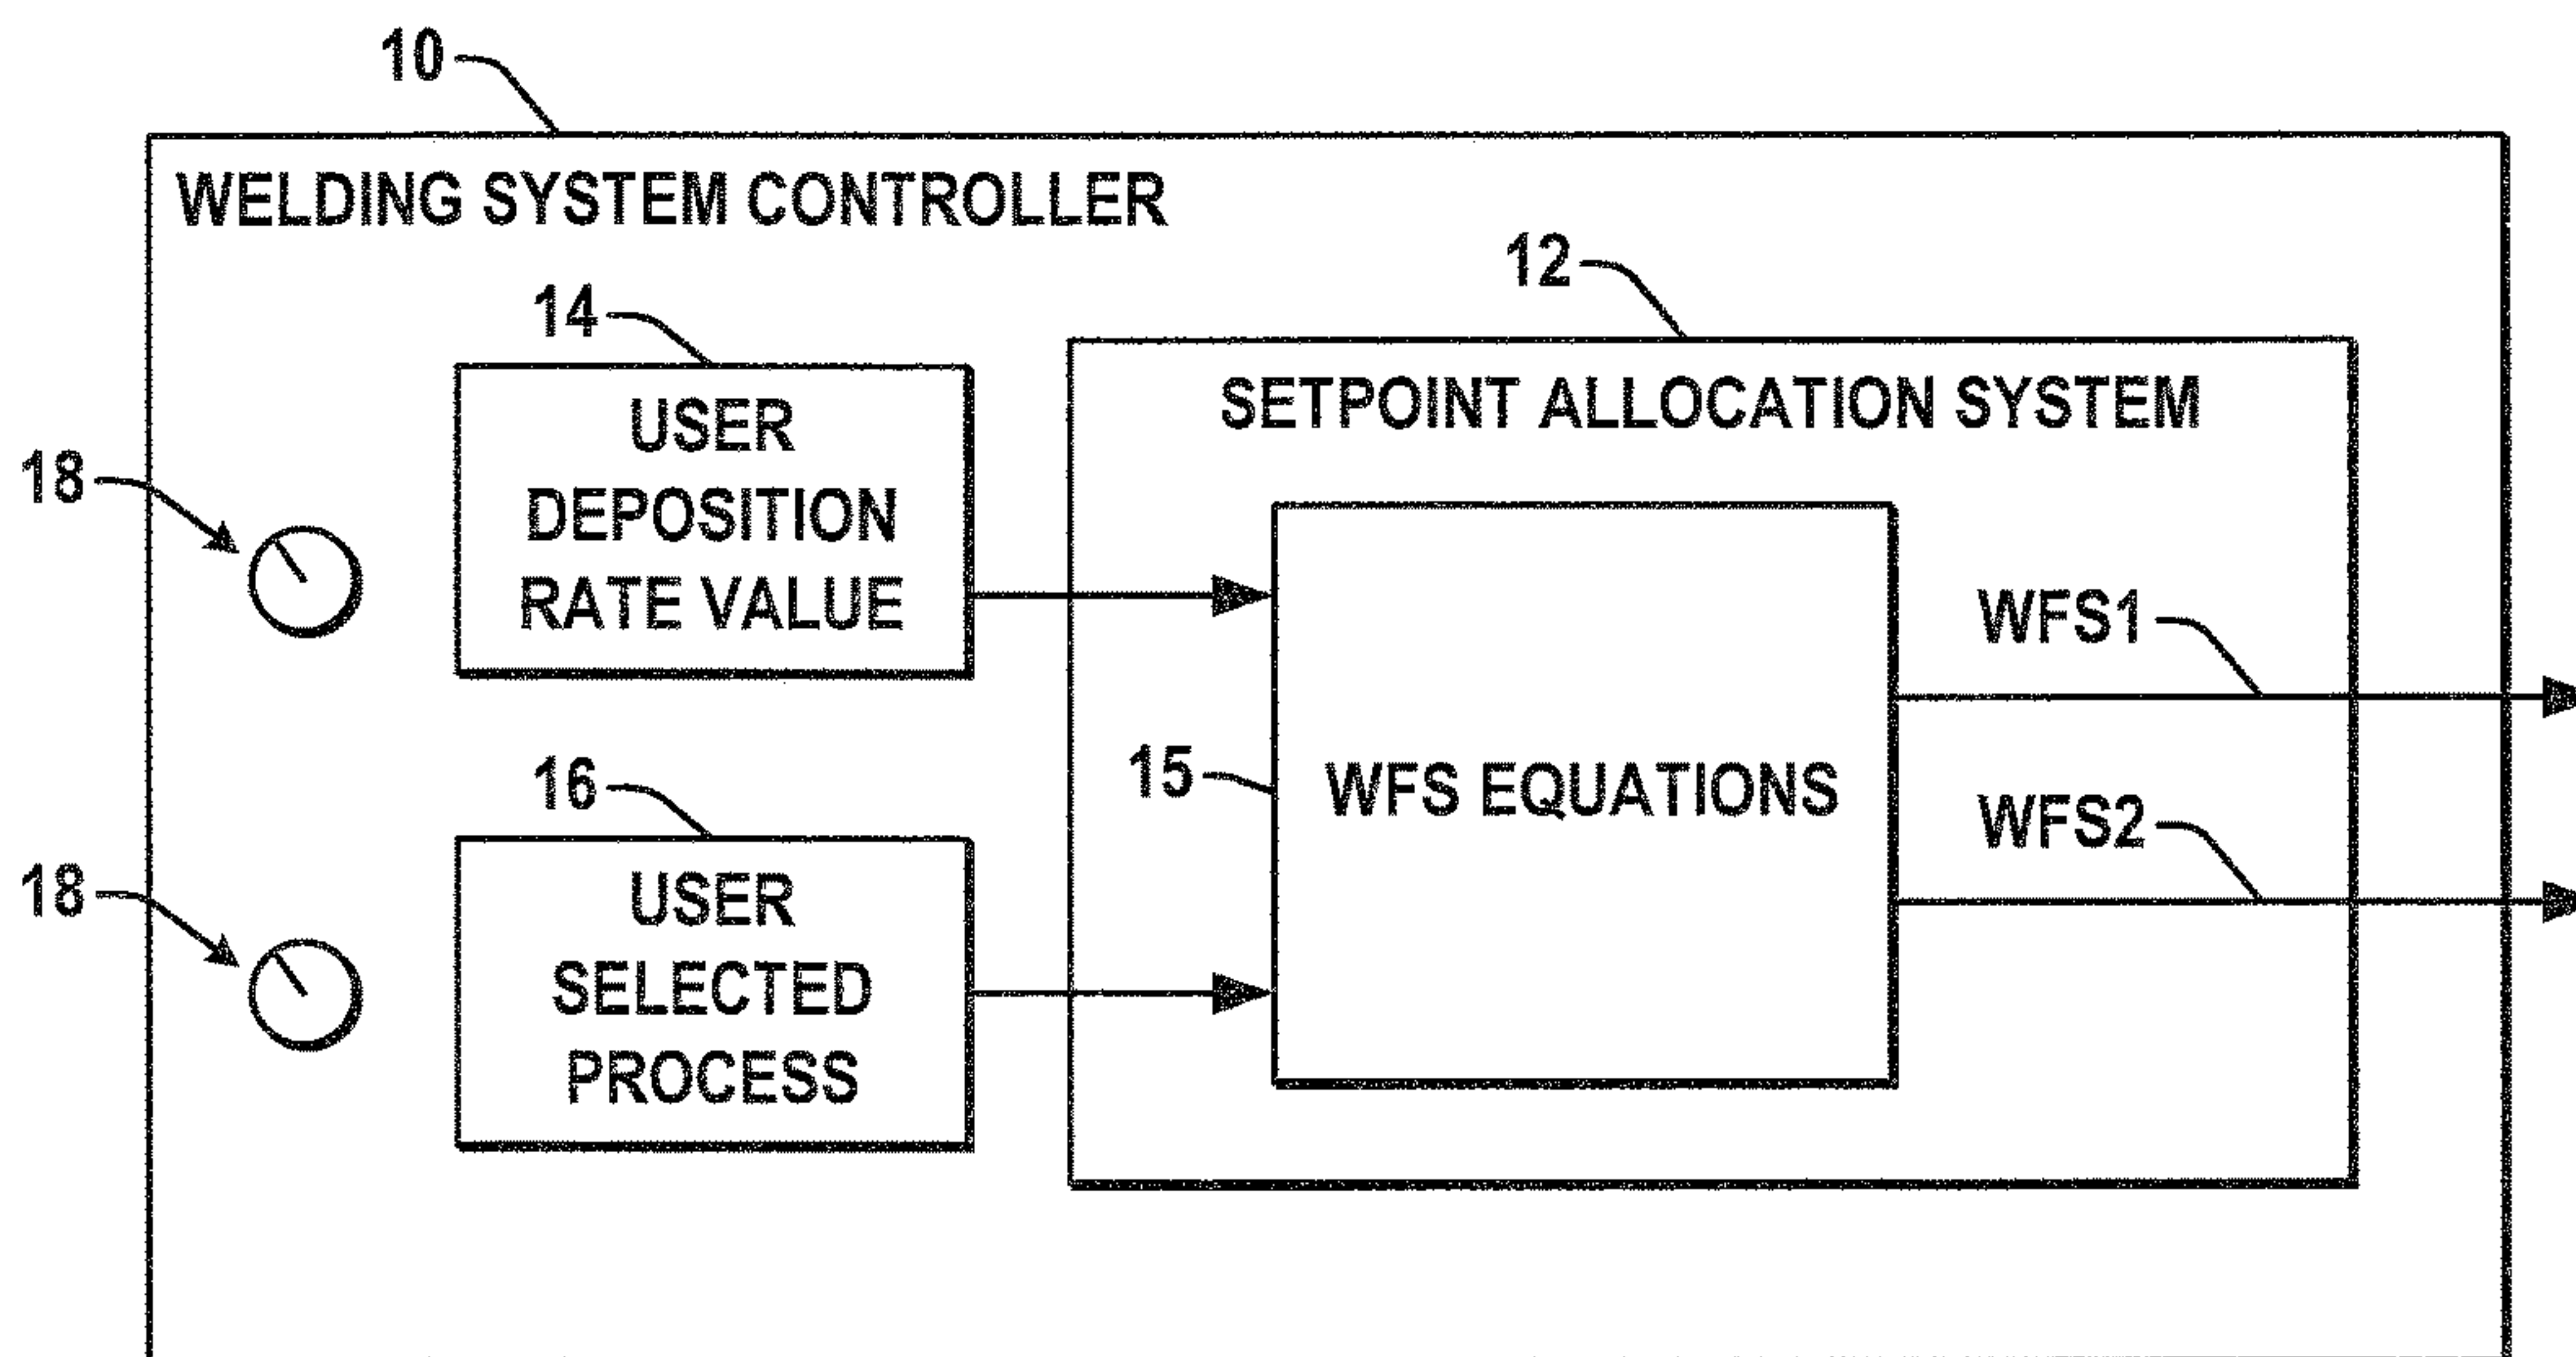 10
WELDING SYSTEM CONTROLLER
12
14
SETPOINT ALLOCATION SYSTEM
USER
DEPOSITION
RATE VALUE
18
WFS1
15
WFS EQUATIONS
16
WFS2
18
USER
SELECTED
PROCESS